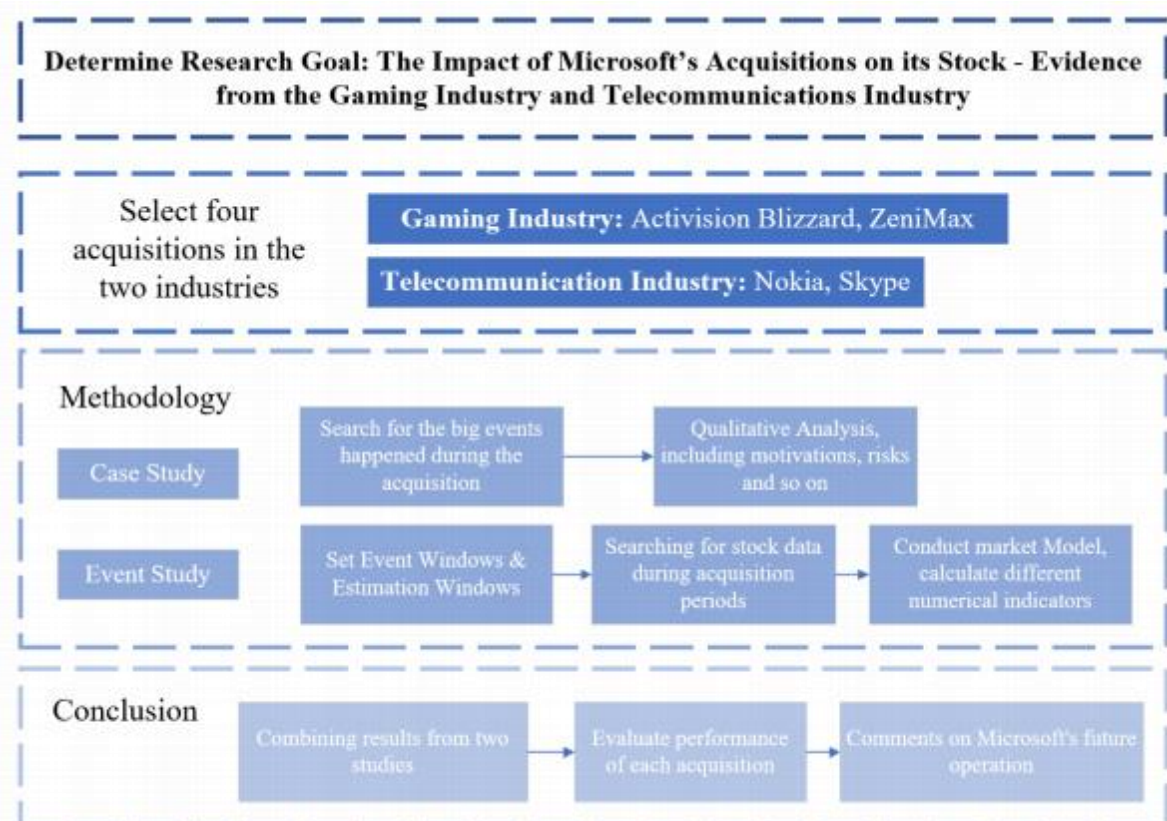 Determine Research Goal: The Impact of Microsoft's Acquisitions on its Stock - Evidence
from the Gaming Industry and Telecommunications Industry
Select four
acquisitions in the
two industries
Gaming Industry: Activision Blizzard, ZeniMax
Telecommunication Industry: Nokia, Skype
Methodology
Case Study
Search for the big events
happened during the
acquisition
Qualitative Analysis,
including motivations, risks
and so on
Event Study
Set Event Windows &
Estimation Windows
Searching for stock data
during acquisition
periods
Conduct market Model,
calculate different
numerical indicators
Conclusion
Combining results from two
studies
Evaluate performance
of each acquisition
Comments on Microsoft's future
operation